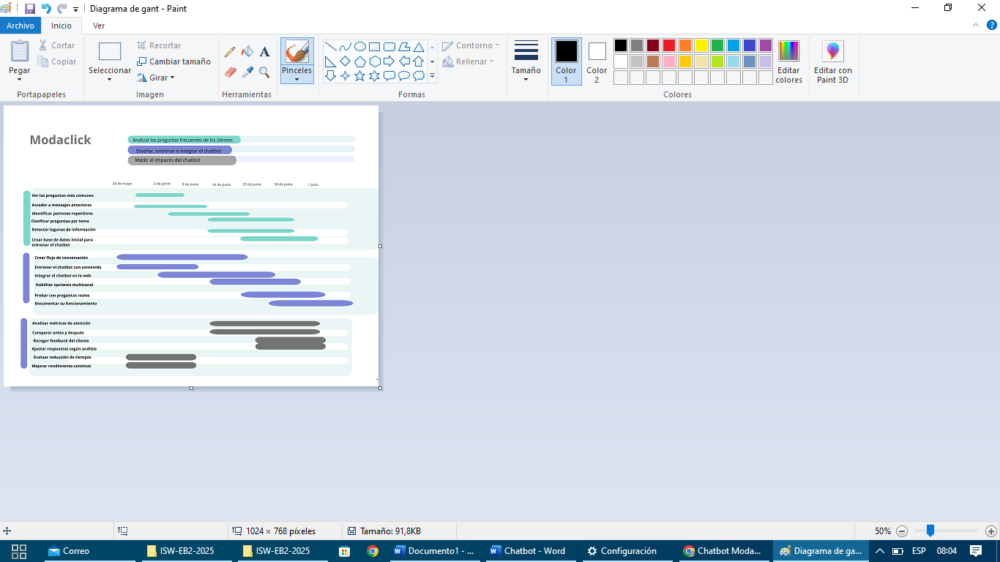 Diagrama de gant - Paint
Archivo Inicio Ver
Pegar
Cortar
Copiar
Portapapeles
Seleccionar
Recortar
Cambiar tamaño
Girar
Imagen
A
Herramientas
Pinceles
Contorno
Rellenar
Formas
Tamaño
Color 1
Color 2
Editar colores
Colores
Editar con Paint 3D
Modaclick
Analizar las preguntas frecuentes de los clientes
Diseñar, entrenar e integrar el chatbot
Medir el impacto del chatbot
26 de mayo 2 de junio 9 de junio 16 de junio 23 de junio 30 de junio 7 julio
Ver las preguntas más comunes
Acceder a mensajes anteriores
Identificar patrones repetitivos
Clasificar preguntas por tema
Detectar lagunas de información
Crear base de datos inicial para
entrenar el chatbot
Crear flujo de conversación
Entrenar el chatbot con contenido
Integrar el chatbot en la web
Habilitar opciones multicanal
Probar con preguntas reales
Documentar su funcionamiento
Analizar métricas de atención
Comparar antes y después
Recoger feedback del cliente
Ajustar respuestas según análisis
Evaluar reducción de tiempos
Mejorar rendimiento continuo
1024 × 768 píxeles
Tamaño: 91,8KB
50%
Correo
ISW-EB2-2025
ISW-EB2-2025
Documento1 - ...
Chatbot - Word
Configuración
Chatbot Moda...
Diagrama de ga...
ESP
08:04